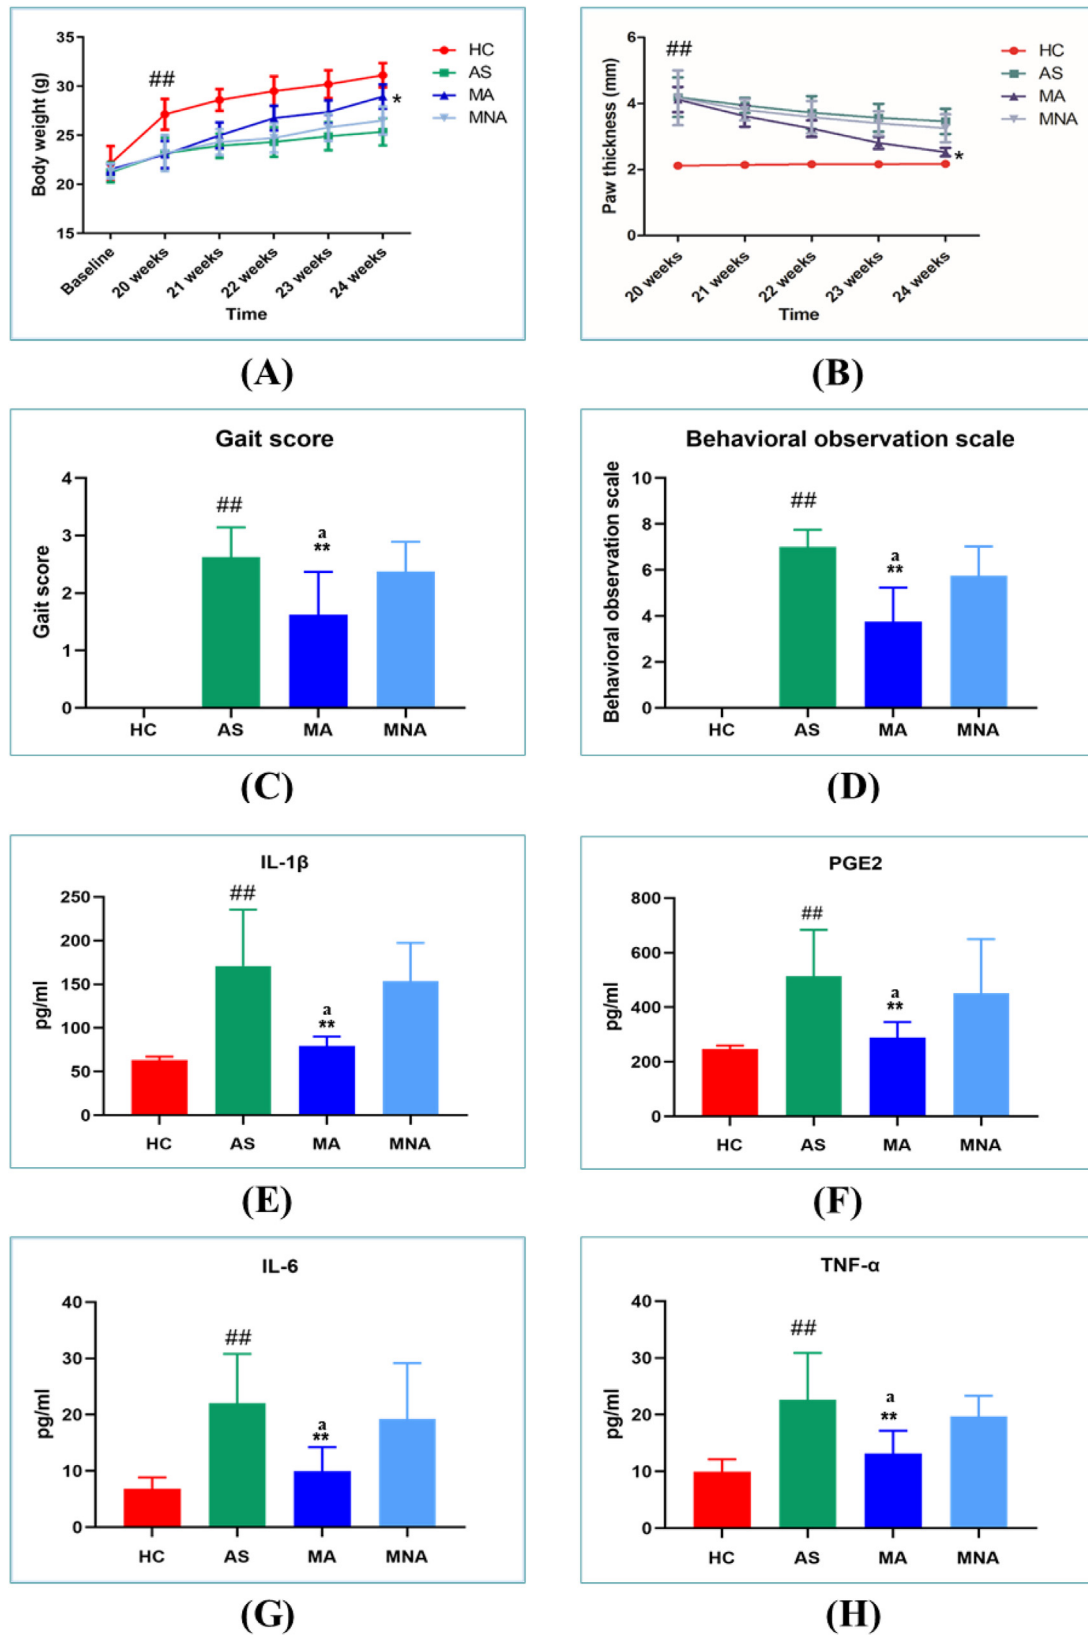 35
30
25
20
15
Body weight (g)
##
*
HC
AS
MA
MNA
Baseline
20 weeks
21 weeks
22 weeks
23 weeks
24 weeks
Time
(A)
6
4
2
0
Paw thickness (mm)
##
*
HC
AS
MA
MNA
20 weeks
21 weeks
22 weeks
23 weeks
24 weeks
Time
(B)
Gait score
4
3
2
1
0
Gait score
##
a
**
HC AS MA MNA
(C)
Behavioral observation scale
10
8
6
4
2
0
Behavioral observation scale
##
a
**
HC AS MA MNA
(D)
IL-1β
250
200
150
100
50
0
pg/ml
##
a
**
HC AS MA MNA
(E)
PGE2
800
600
400
200
0
pg/ml
##
a
**
HC AS MA MNA
(F)
IL-6
40
30
20
10
0
pg/ml
##
a
**
HC AS MA MNA
(G)
TNF-α
40
30
20
10
0
pg/ml
##
a
**
HC AS MA MNA
(H)